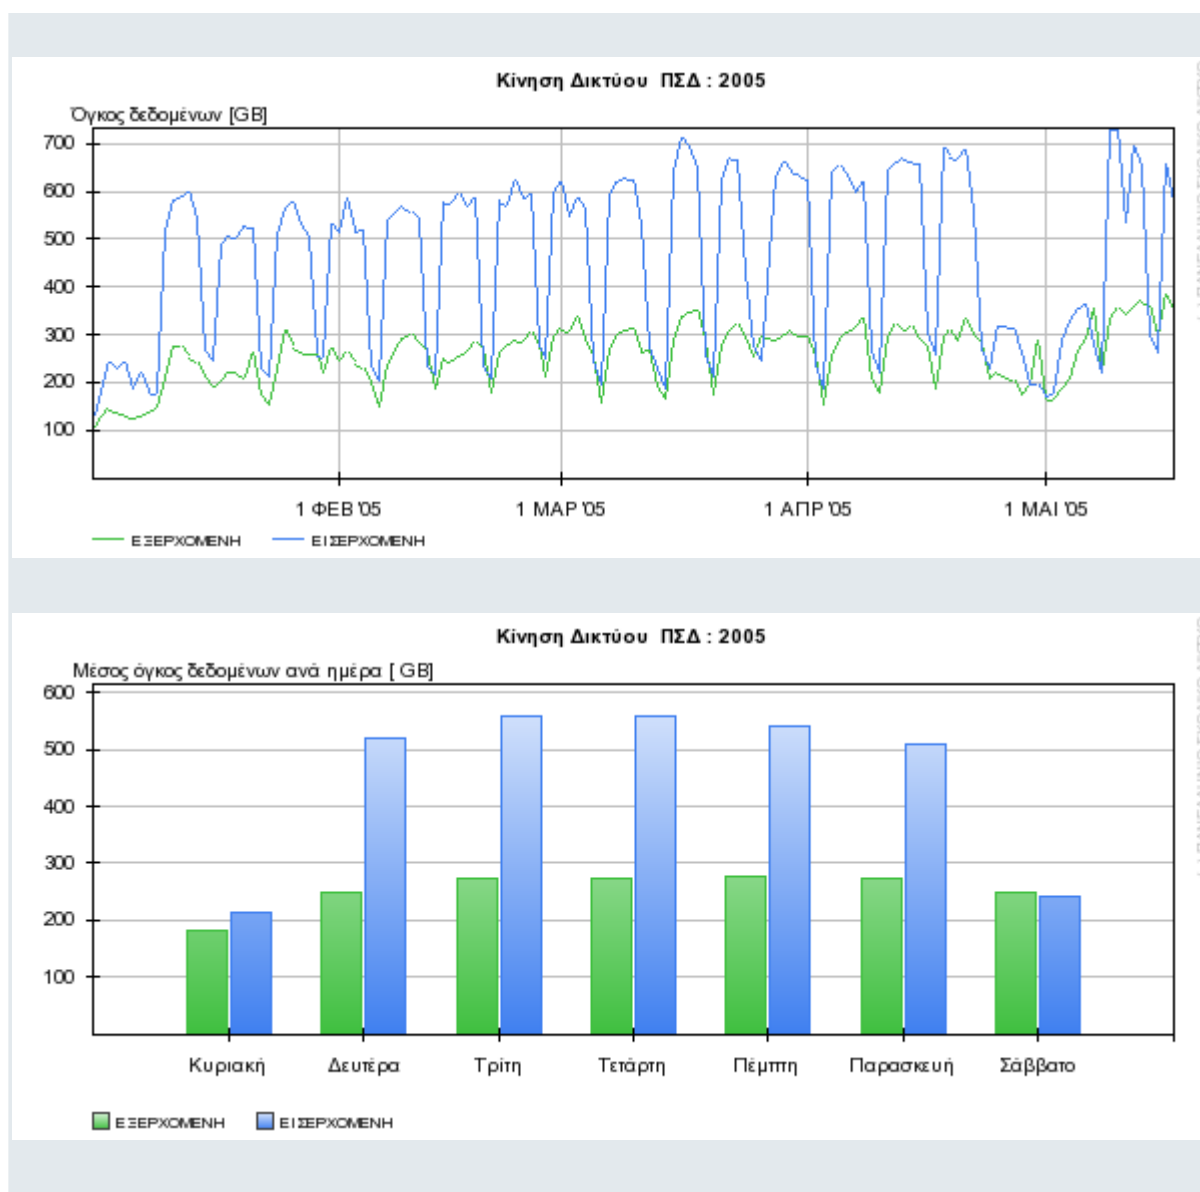 Κίνηση Δικτύου ΠΣΔ : 2005
Όγκος δεδομένων [GB]
700
600
500
400
300
200
100
1 ΦΕΒ '05
1 ΜΑΡ '05
1 ΑΠΡ '05
1 ΜΑΙ '05
ΕΞΕΡΧΟΜΕΝΗ
ΕΙΣΕΡΧΟΜΕΝΗ
Κίνηση Δικτύου ΠΣΔ : 2005
Μέσος όγκος δεδομένων ανά ημέρα [ GB]
600
500
400
300
200
100
Κυριακή
Δευτέρα
Τρίτη
Τετάρτη
Πέμπτη
Παρασκευή
Σάββατο
ΕΞΕΡΧΟΜΕΝΗ
ΕΙΣΕΡΧΟΜΕΝΗ